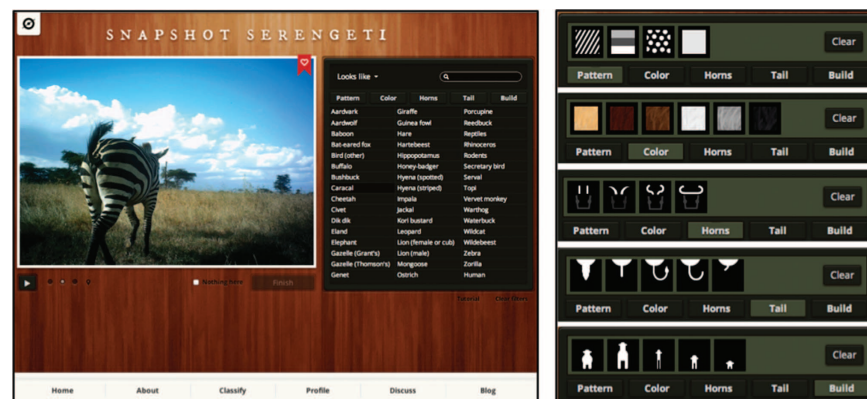 SNAPSHOT SERENGETI
Looks like
Pattern Color Horns Tail Build
Aardvark Giraffe Porcupine
Aardwolf Guinea fowl Reedbuck
Baboon Hare Reptiles
Bat-eared fox Hartebeest Rhinoceros
Bird (other) Hippopotamus Rodents
Buffalo Honey-badger Secretary bird
Bushbuck Hyena (spotted) Serval
Caracal Hyena (striped) Topi
Cheetah Impala Vervet monkey
Civet Jackal Warthog
Dik dik Kori bustard Waterbuck
Eland Leopard Wildcat
Elephant Lion (female or cub) Wildebeest
Gazelle (Grant's) Lion (male) Zebra
Gazelle (Thomson's) Mongoose Zorilla
Genet Ostrich Human
Nothing here Finish
Tutorial Clear filters
Home About Classify Profile Discuss Blog
Clear
Pattern Color Horns Tail Build
Clear
Pattern Color Horns Tail Build
Clear
Pattern Color Horns Tail Build
Clear
Pattern Color Horns Tail Build
Clear
Pattern Color Horns Tail Build